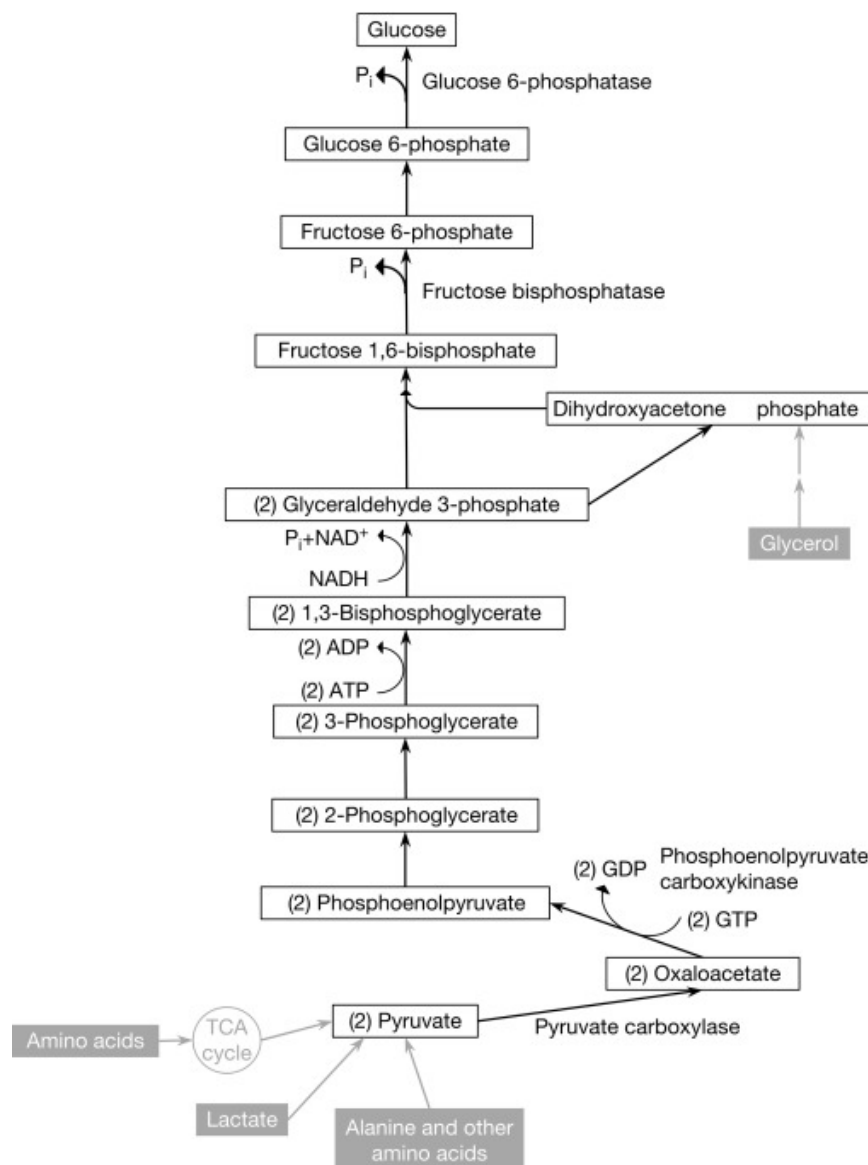 Glucose
Pi
Glucose 6-phosphatase
Glucose 6-phosphate
Fructose 6-phosphate
Pi
Fructose bisphosphatase
Fructose 1,6-bisphosphate
Dihydroxyacetone phosphate
(2) Glyceraldehyde 3-phosphate
Pi+NAD+
Glycerol
NADH
(2) 1,3-Bisphosphoglycerate
(2) ADP
(2) ATP
(2) 3-Phosphoglycerate
(2) 2-Phosphoglycerate
(2) GDP
Phosphoenolpyruvate
carboxykinase
(2) Phosphoenolpyruvate
(2) GTP
(2) Oxaloacetate
Amino acids
TCA
cycle
(2) Pyruvate
Pyruvate carboxylase
Lactate
Alanine and other
amino acids